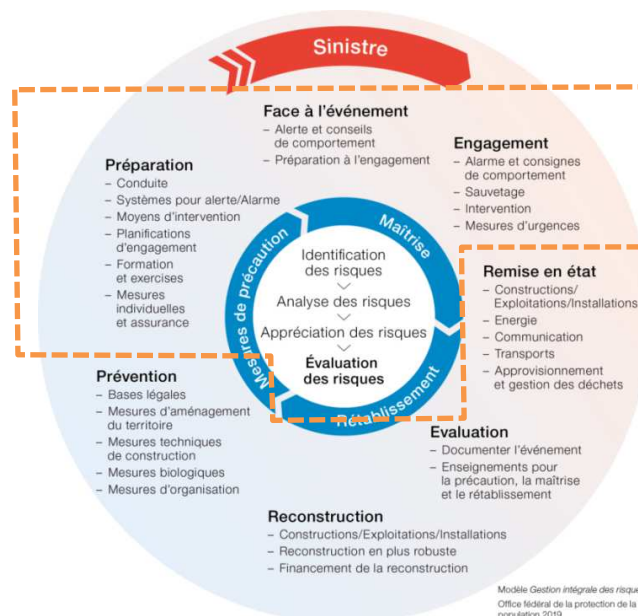 Sinistre
Face à l'événement
– Alerte et conseils
de comportement
– Préparation à l'engagement
Engagement
– Alarme et consignes
de comportement
– Sauvetage
– Intervention
– Mesures d'urgences
Préparation
– Conduite
– Systèmes pour alerte/Alarme
– Moyens d'intervention
– Planifications
d'engagement
– Formation
et exercises
– Mesures
individuelles
et assurance
Mesures de précaution
Maîtrise
Rétablissement
Identification
des risques
Analyse des risques
Appréciation des risques
Évaluation
des risques
Remise en état
– Constructions/
Exploitations/Installations
– Energie
– Communication
– Transports
– Approvisionnement
et gestion des déchets
Prévention
– Bases légales
– Mesures d'aménagement
du territoire
– Mesures techniques
de construction
– Mesures biologiques
– Mesures d'organisation
Evaluation
– Documenter l'événement
– Enseignements pour
la précaution, la maîtrise
et le rétablissement
Reconstruction
– Constructions/Exploitations/Installations
– Reconstruction en plus robuste
– Financement de la reconstruction
Modèle Gestion intégrale des
Office fédéral de la protection de la
population 2019